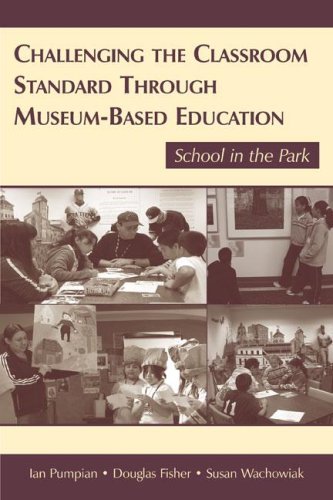 CHALLENGING THE CLASSROOM
STANDARD THROUGH
MUSEUM-BASED EDUCATION
School in the Park
Ian Pumpian • Douglas Fisher • Susan Wachowiak